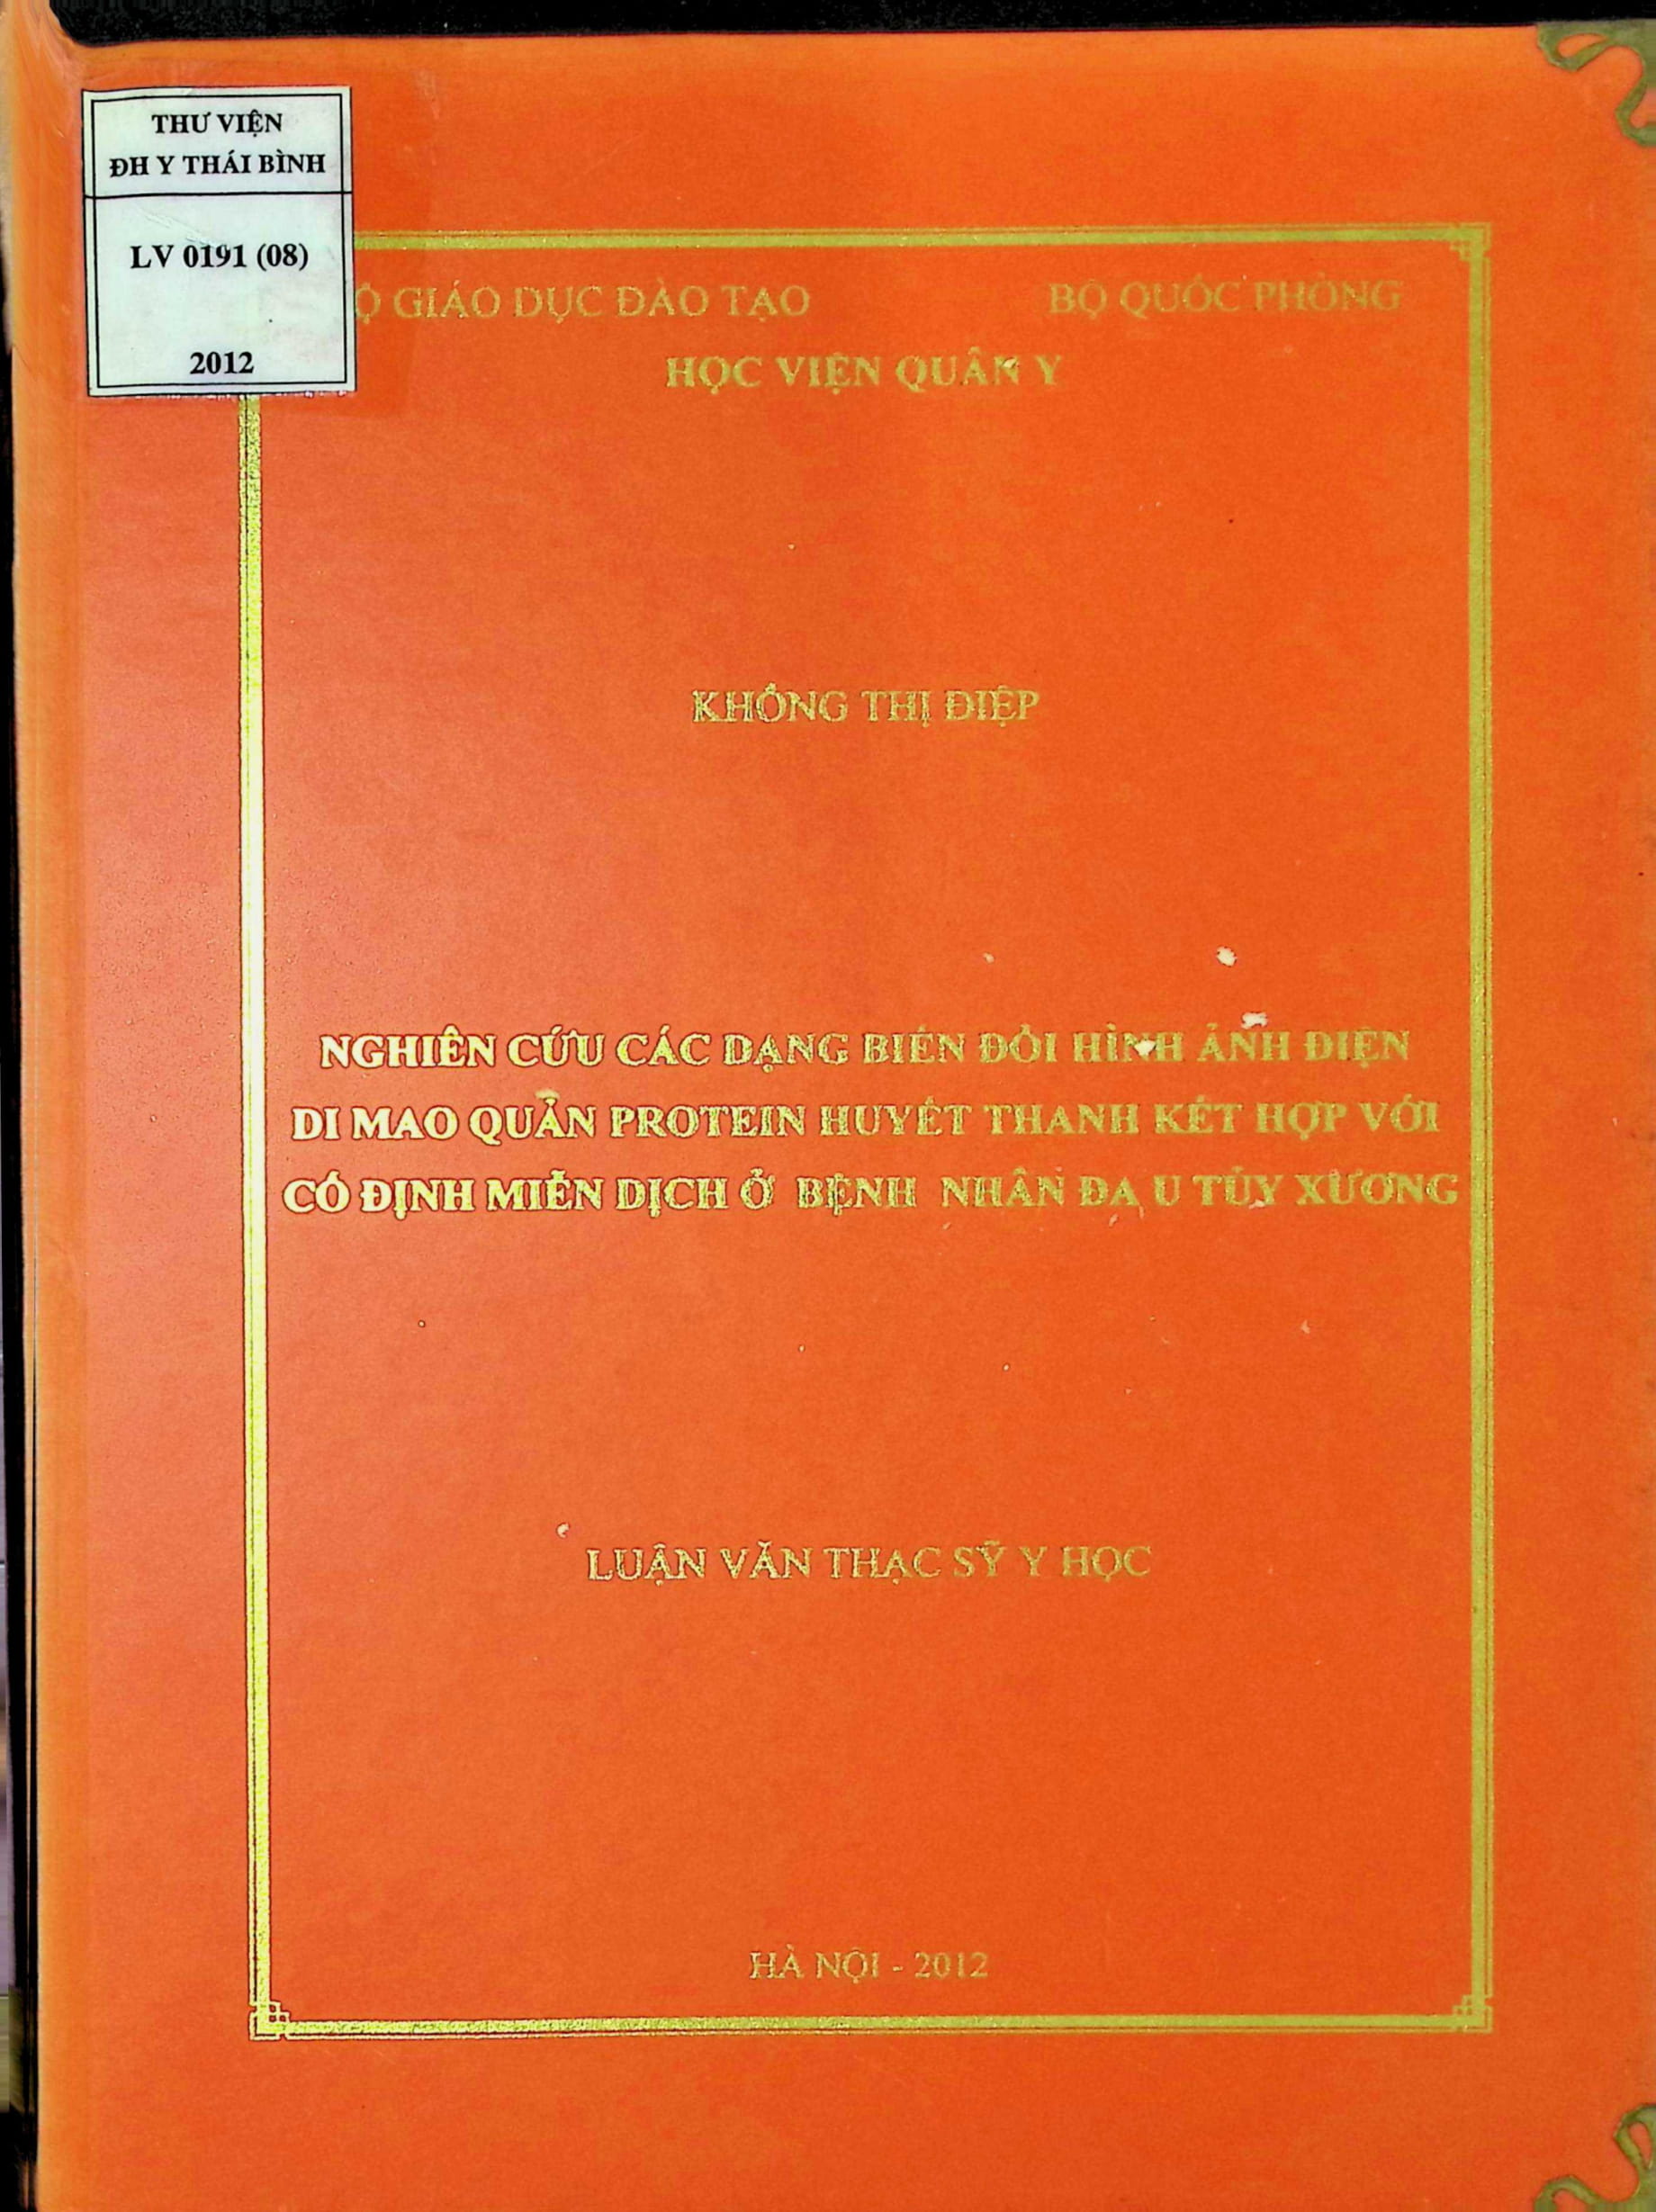 THƯ VIỆN
ĐH Y THÁI BÌNH
LV 0191 (08)
2012
Ộ GIÁO DỤC ĐÀO TẠO BỘ QUỐC PHÒNG
HỌC VIỆN QUÂN Y
KHỔNG THỊ ĐIỆP
NGHIÊN CỨU CÁC DẠNG BIẾN ĐỔI HÌNH ẢNH ĐIỆN
DI MAO QUẢN PROTEIN HUYẾT THANH KẾT HỢP VỚI
CỐ ĐỊNH MIỄN DỊCH Ở BỆNH NHÂN ĐA U TỦY XƯƠNG
LUẬN VĂN THẠC SỸ Y HỌC
HÀ NỘI - 2012